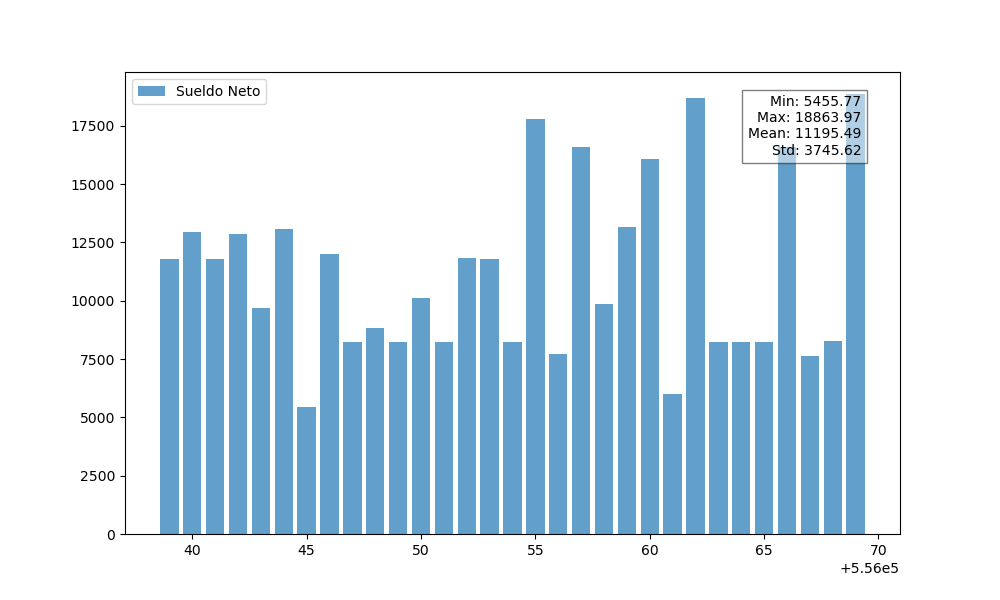 Sueldo Neto
Min: 5455.77
Max: 18863.97
Mean: 11195.49
Std: 3745.62
17500
15000
12500
10000
7500
5000
2500
0
40 45 50 55 60 65 70
+5.56e5